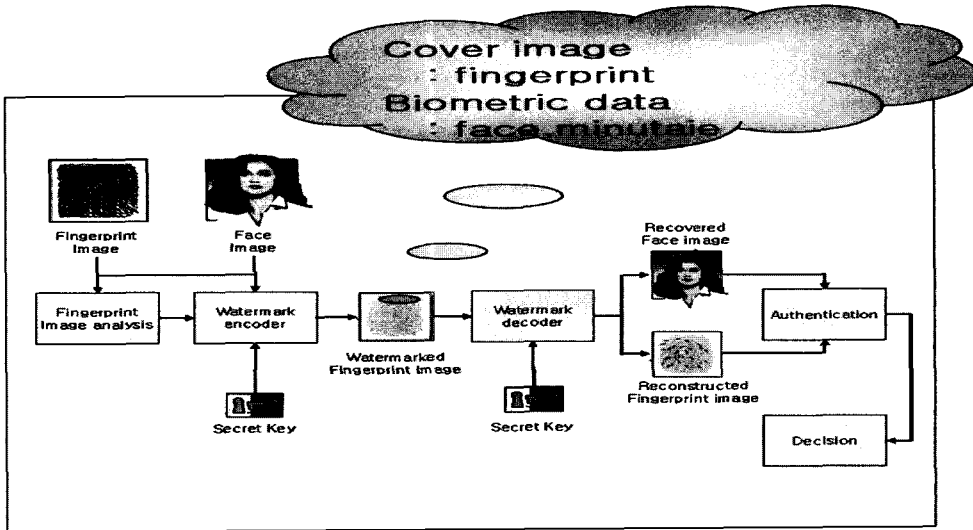 Cover image
: fingerprint
Biometric data
: face,minutaie
Fingerprint
Image
Face
Image
Recovered
Face image
Fingerprint
Image analysis
Watermark
encoder
Watermark
decoder
Authentication
Watermarked
Fingerprint Image
Reconstructed
Fingerprint image
Secret Key
Secret Key
Decision